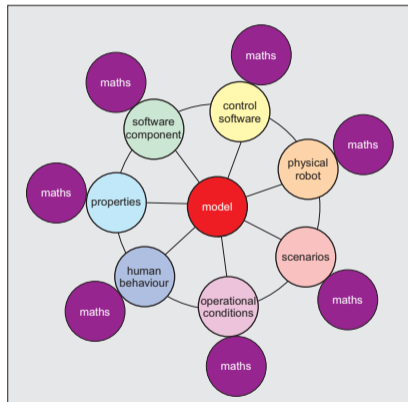 maths
control
software
maths
software
component
maths
physical
robot
maths
properties
model
scenarios
maths
human
behaviour
maths
operational
conditions
maths
maths